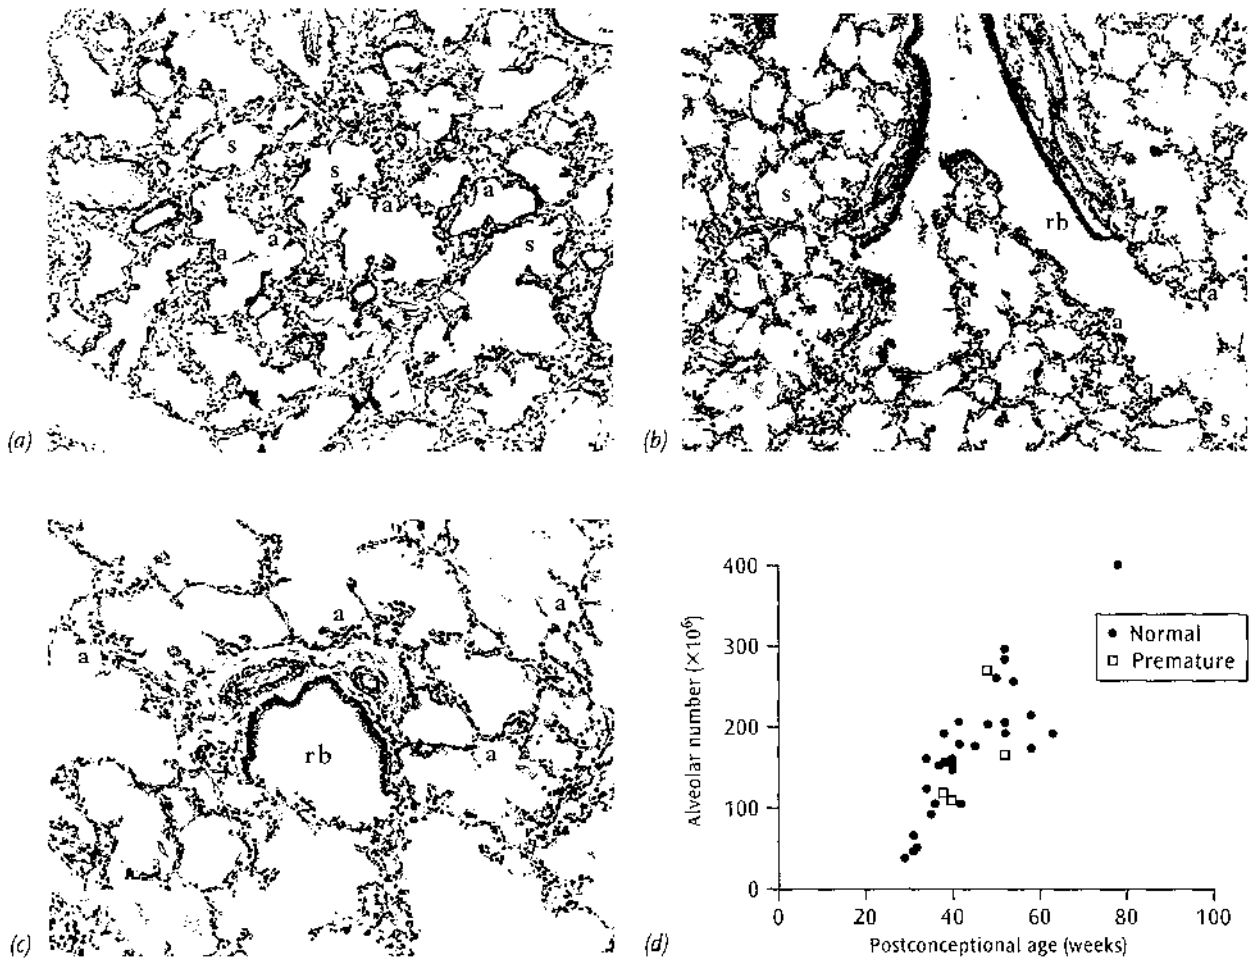 s
s
a
a
a
a
s
(a)
s
rb
a
a
s
(b)
a
a
a
a
rb
(c)
400
300
200
100
0
Alveolar number (×10⁶)
Normal
Premature
0 20 40 60 80 100
Postconceptional age (weeks)
(d)